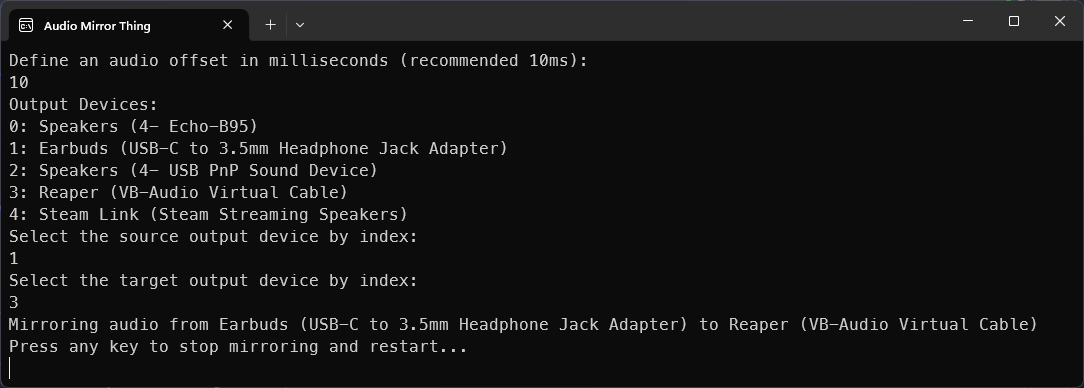 Audio Mirror Thing
Define an audio offset in milliseconds (recommended 10ms):
10
Output Devices:
0: Speakers (4- Echo-B95)
1: Earbuds (USB-C to 3.5mm Headphone Jack Adapter)
2: Speakers (4- USB PnP Sound Device)
3: Reaper (VB-Audio Virtual Cable)
4: Steam Link (Steam Streaming Speakers)
Select the source output device by index:
1
Select the target output device by index:
3
Mirroring audio from Earbuds (USB-C to 3.5mm Headphone Jack Adapter) to Reaper (VB-Audio Virtual Cable)
Press any key to stop mirroring and restart...